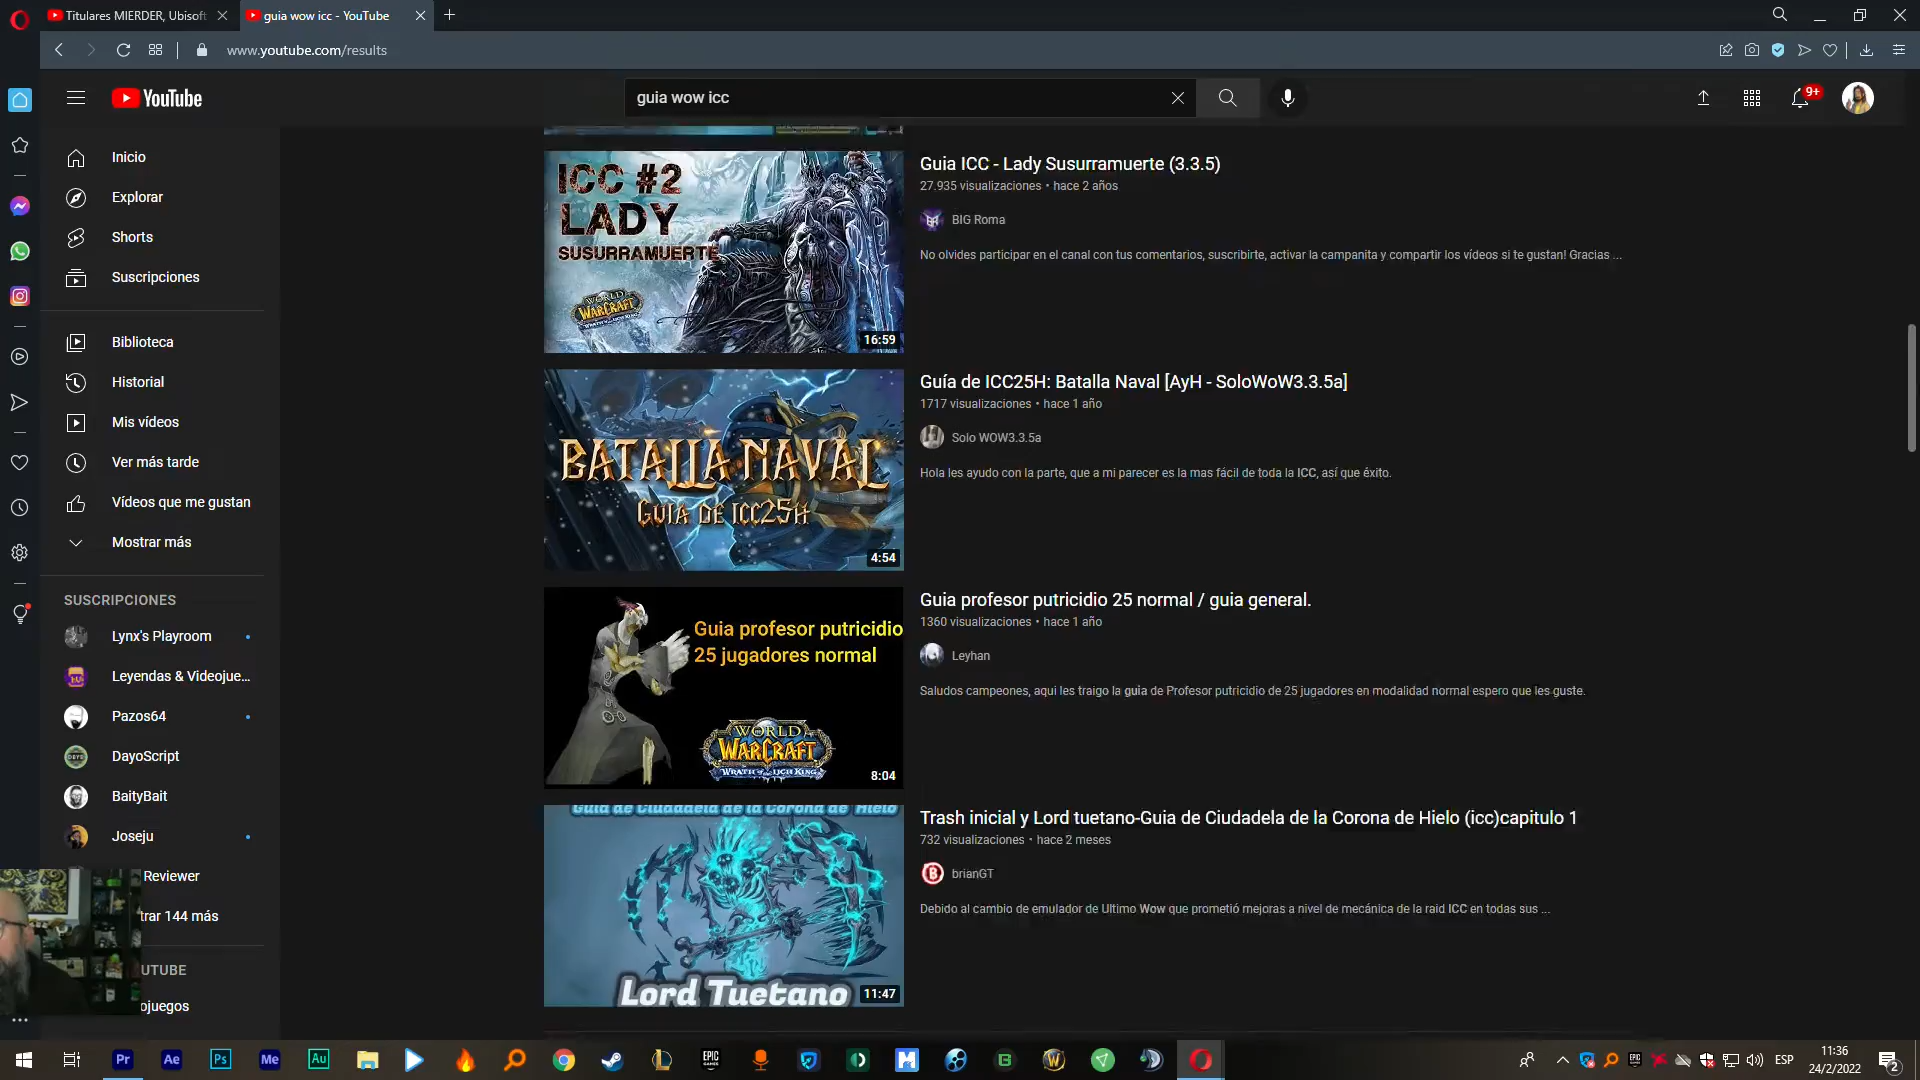 Titulares MIERDER, Ubisoft
guia wow icc - YouTube
www.youtube.com/results
YouTube
guia wow icc
9+
Inicio
Explorar
Shorts
Suscripciones
Biblioteca
Historial
Mis vídeos
Ver más tarde
Vídeos que me gustan
Mostrar más
SUSCRIPCIONES
Lynx's Playroom
Leyendas & Videojue...
Pazos64
DayoScript
BaityBait
Joseju
Reviewer
trar 144 más
UTUBE
ojuegos
ICC #2
LADY
SUSURRAMUERTE
WORLD
WARCRAFT
16:59
Guia ICC - Lady Susurramuerte (3.3.5)
27.935 visualizaciones • hace 2 años
BIG Roma
No olvides participar en el canal con tus comentarios, suscribirte, activar la campanita y compartir los vídeos si te gustan! Gracias ...
BATALLA NAVAL
GUIA DE ICC25H
4:54
Guía de ICC25H: Batalla Naval [AyH - SoloWoW3.3.5a]
1717 visualizaciones • hace 1 año
Solo WOW3.3.5a
Hola les ayudo con la parte, que a mi parecer es la mas fácil de toda la ICC, así que éxito.
Guia profesor putricidio
25 jugadores normal
WORLD
WARCRAFT
WRATH of the LICH KING
8:04
Guia profesor putricidio 25 normal / guia general.
1360 visualizaciones • hace 1 año
Leyhan
Saludos campeones, aqui les traigo la guia de Profesor putricidio de 25 jugadores en modalidad normal espero que les guste.
Guia de Ciudadela de la Corona de Hielo
Lord Tuetano
11:47
Trash inicial y Lord tuetano-Guia de Ciudadela de la Corona de Hielo (icc)capitulo 1
732 visualizaciones • hace 2 meses
brianGT
Debido al cambio de emulador de Ultimo Wow que prometió mejoras a nivel de mecánica de la raid ICC en todas sus ...
Pr
Ae
Ps
Me
Au
EPIC
ESP
11:36
24/2/2022
2